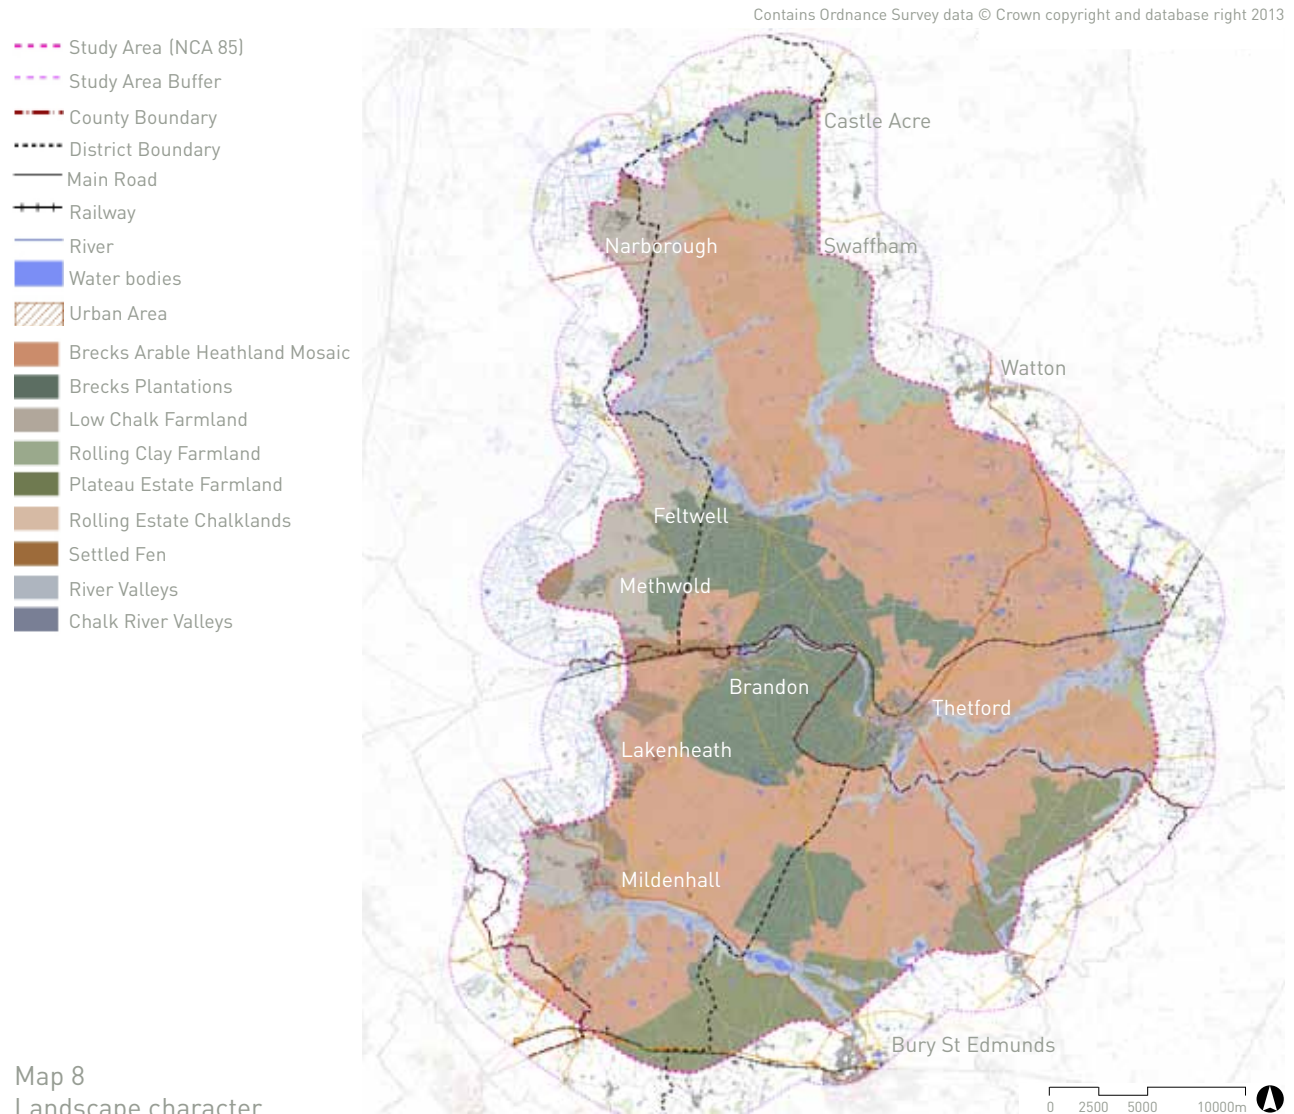 Contains Ordnance Survey data © Crown copyright and database right 2013
Study Area (NCA 85)
Study Area Buffer
County Boundary
District Boundary
Main Road
Railway
River
Water bodies
Urban Area
Brecks Arable Heathland Mosaic
Brecks Plantations
Low Chalk Farmland
Rolling Clay Farmland
Plateau Estate Farmland
Rolling Estate Chalklands
Settled Fen
River Valleys
Chalk River Valleys
Castle Acre
Narborough
Swaffham
Watton
Feltwell
Methwold
Brandon
Thetford
Lakenheath
Mildenhall
Bury St Edmunds
Map 8
Landscape character
0 2500 5000 10000m